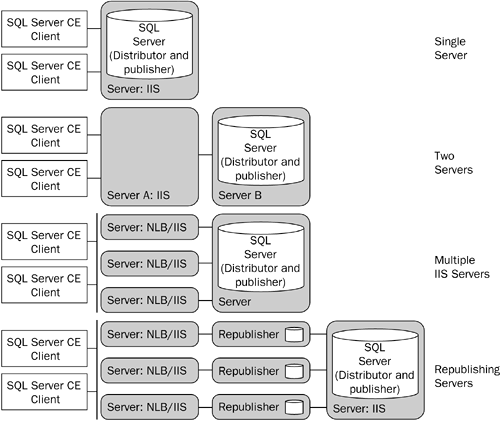 SQL Server CE
Client
SQL Server CE
Client
SQL
Server
(Distributor and
publisher)
Server: IIS
Single
Server
SQL Server CE
Client
SQL Server CE
Client
Server A: IIS
SQL
Server
(Distributor and
publisher)
Server B
Two
Servers
SQL Server CE
Client
SQL Server CE
Client
Server: NLB/IIS
Server: NLB/IIS
Server: NLB/IIS
SQL
Server
(Distributor and
publisher)
Server
Multiple
IIS Servers
SQL Server CE
Client
SQL Server CE
Client
Server: NLB/IIS
Republisher
Server: NLB/IIS
Republisher
Server: NLB/IIS
Republisher
SQL
Server
(Distributor and
publisher)
Server: IIS
Republishing
Servers